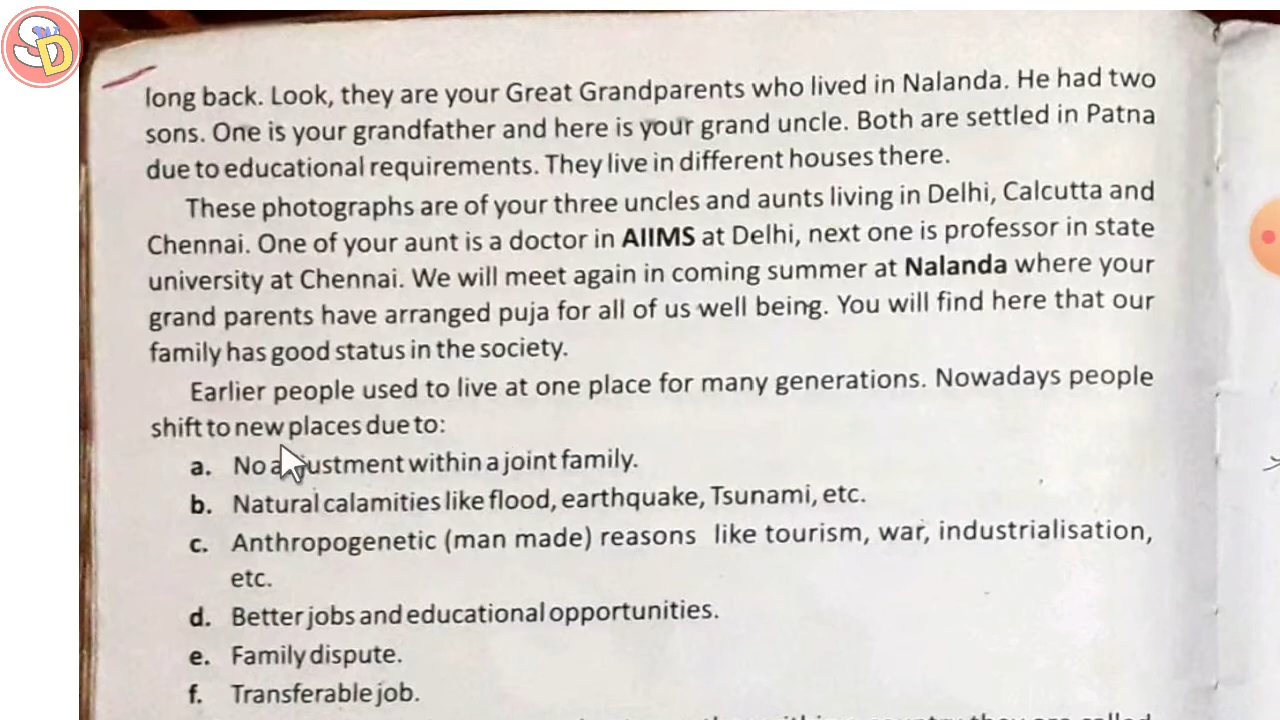 SD
long back. Look, they are your Great Grandparents who lived in Nalanda. He had two
sons. One is your grandfather and here is your grand uncle. Both are settled in Patna
due to educational requirements. They live in different houses there.
These photographs are of your three uncles and aunts living in Delhi, Calcutta and
Chennai. One of your aunt is a doctor in AIIMS at Delhi, next one is professor in state
university at Chennai. We will meet again in coming summer at Nalanda where your
grand parents have arranged puja for all of us well being. You will find here that our
family has good status in the society.
Earlier people used to live at one place for many generations. Nowadays people
shift to new places due to:
a. No adjustment within a joint family.
b. Natural calamities like flood, earthquake, Tsunami, etc.
c. Anthropogenetic (man made) reasons like tourism, war, industrialisation,
etc.
d. Better jobs and educational opportunities.
e. Family dispute.
f. Transferable job.